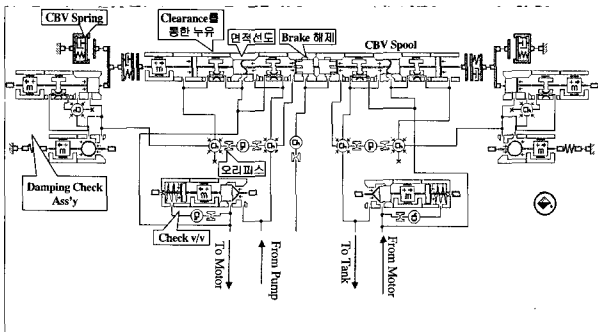 CBV Spring
Clearance를
통한 누유
면적선도
Brake 해제
CBV Spool
오리피스
Damping Check
Ass'y
Check v/v
To Motor
From Pump
To Tank
From Motor